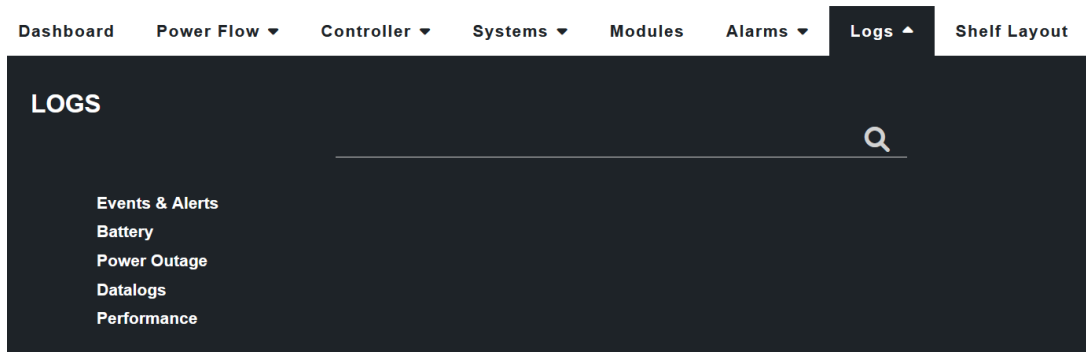 Dashboard Power Flow Controller Systems Modules Alarms Logs Shelf Layout
LOGS
Events & Alerts
Battery
Power Outage
Datalogs
Performance